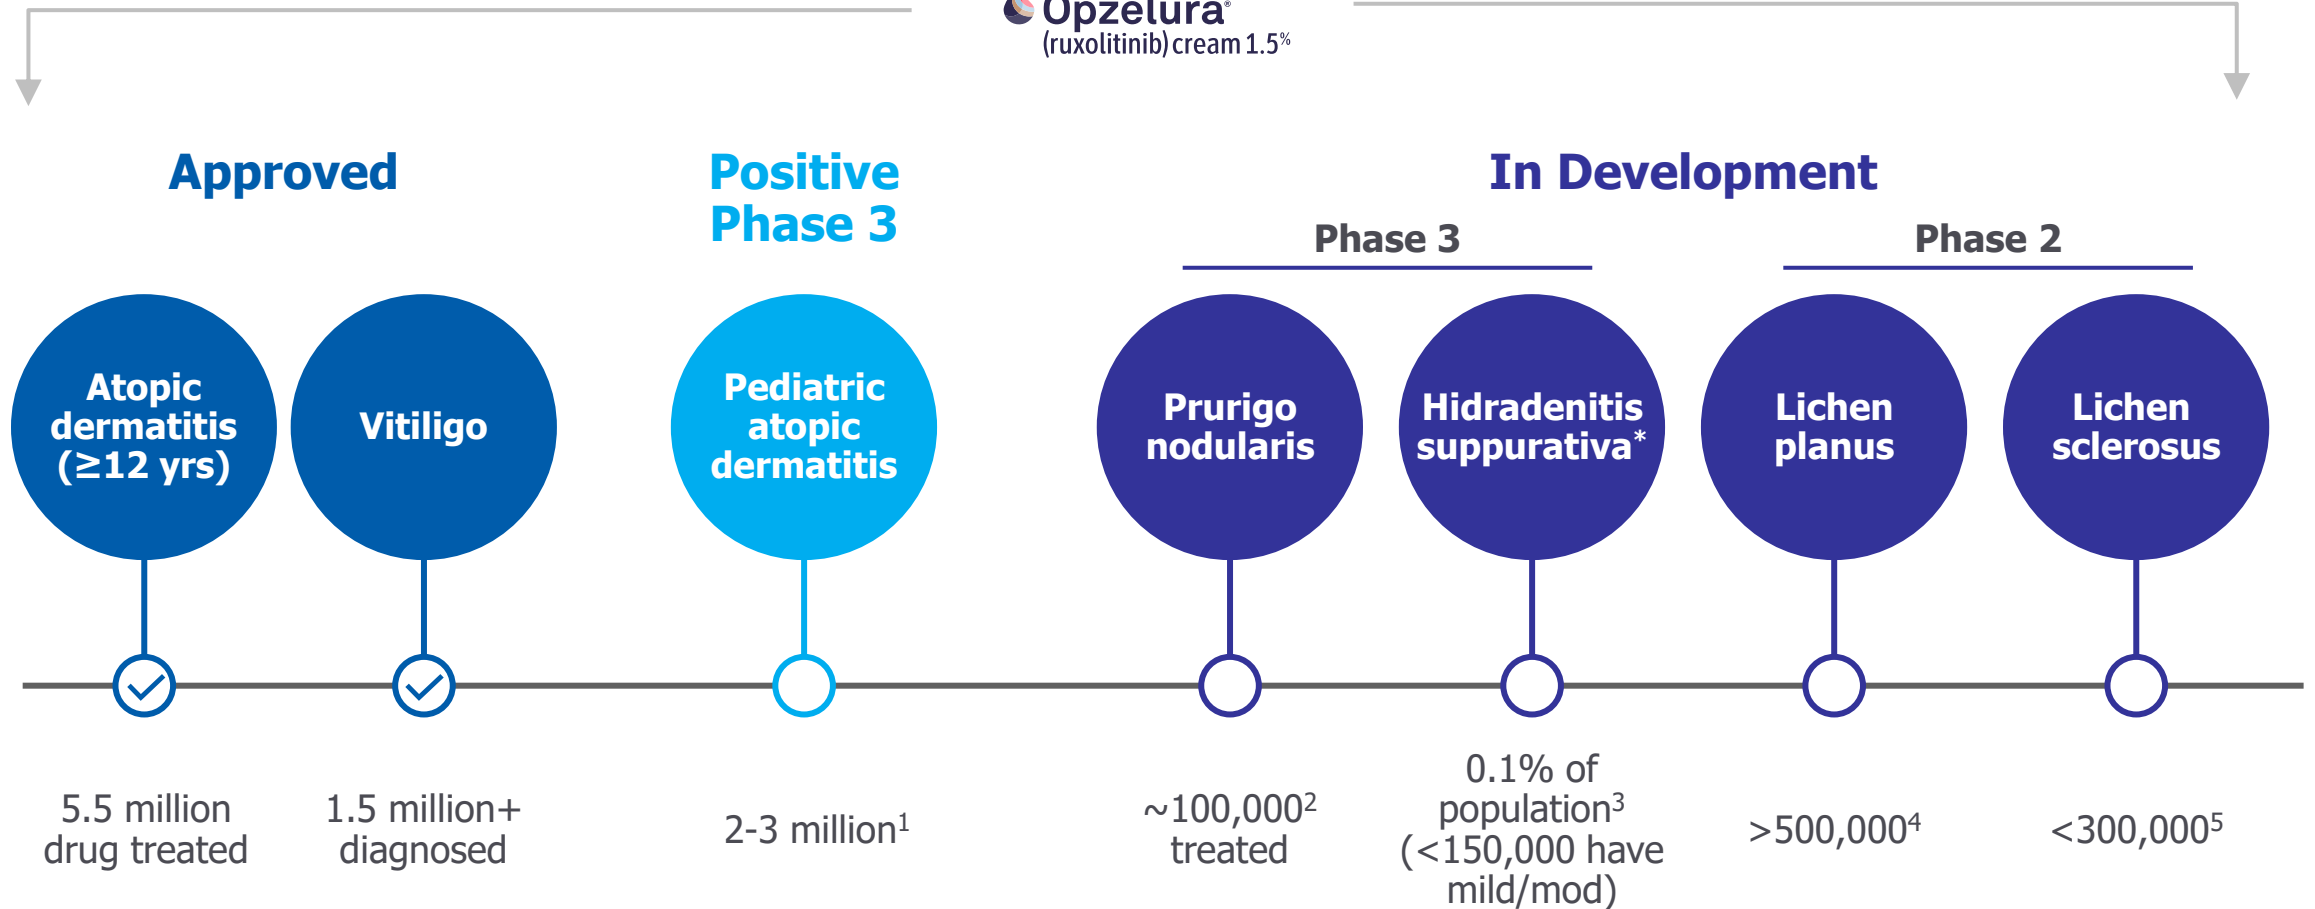 Opzelura®
(ruxolitinib) cream 1.5%
Approved
Positive
Phase 3
In Development
Phase 3
Phase 2
Atopic
dermatitis
(≥12 yrs)
Vitiligo
Pediatric
atopic
dermatitis
Prurigo
nodularis
Hidradenitis
suppurativa*
Lichen
planus
Lichen
sclerosus
5.5 million
drug treated
1.5 million+
diagnosed
2-3 million¹
~100,000²
treated
0.1% of
population³
(<150,000 have
mild/mod)
>500,000⁴
<300,000⁵